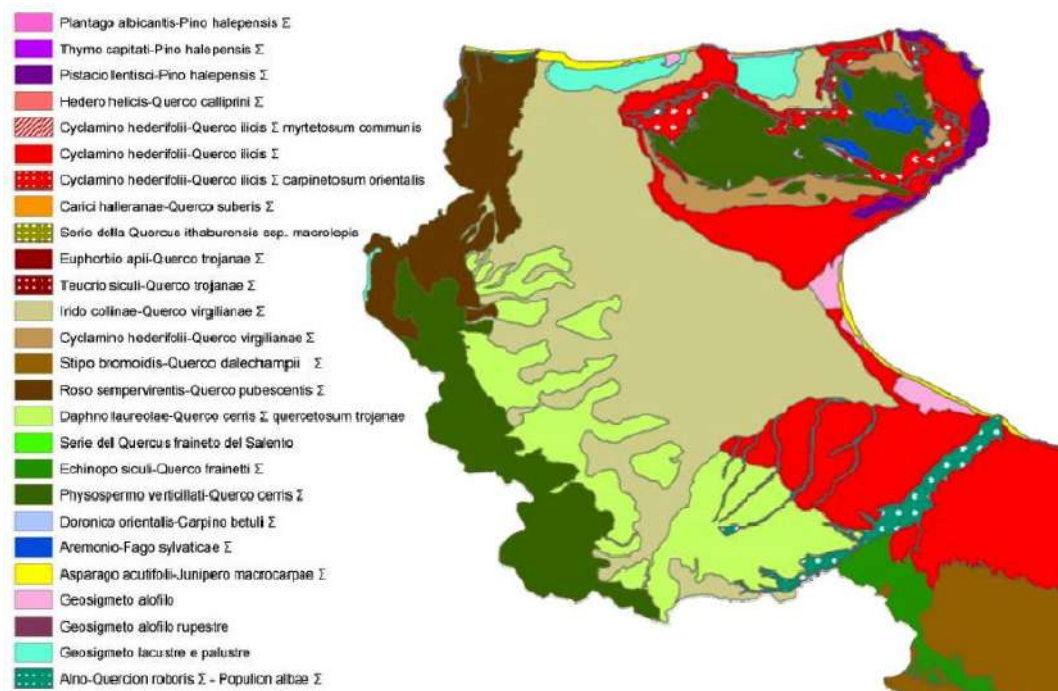 Plantago albicantis-Pino halepensis Σ
Thymo capitati-Pino halepensis Σ
Pistacio lentisci-Pino halepensis Σ
Hedero helicis-Querco calliprini Σ
Cyclamino hederifolii-Querco ilicis Σ myrtetosum communis
Cyclamino hederifolii-Querco ilicis Σ
Cyclamino hederifolii-Querco ilicis Σ carpinetosum orientalis
Carici halleranae-Querco suberis Σ
Serie della Quercus ithaburensis ssp. macrolepis
Euphorbio apii-Querco trojanae Σ
Teucrio siculi-Querco trojanae Σ
Irido collinae-Querco virgilianae Σ
Cyclamino hederifolii-Querco virgilianae Σ
Stipo bromoidis-Querco dalechampii Σ
Roso sempervirentis-Querco pubescentis Σ
Daphno laureolae-Querco cerris Σ quercetosum trojanae
Serie del Quercus fraineto del Salento
Echinopo siculi-Querco frainetti Σ
Physospermo verticillati-Querco cerris Σ
Doronico orientalis-Carpino betuli Σ
Aremonio-Fago sylvaticae Σ
Asparago acutifolii-Junipero macrocarpae Σ
Geosigmeto alofilo
Geosigmeto alofilo rupestre
Geosigmeto lacustre e palustre
Alno-Quercion roboris Σ - Populion albae Σ